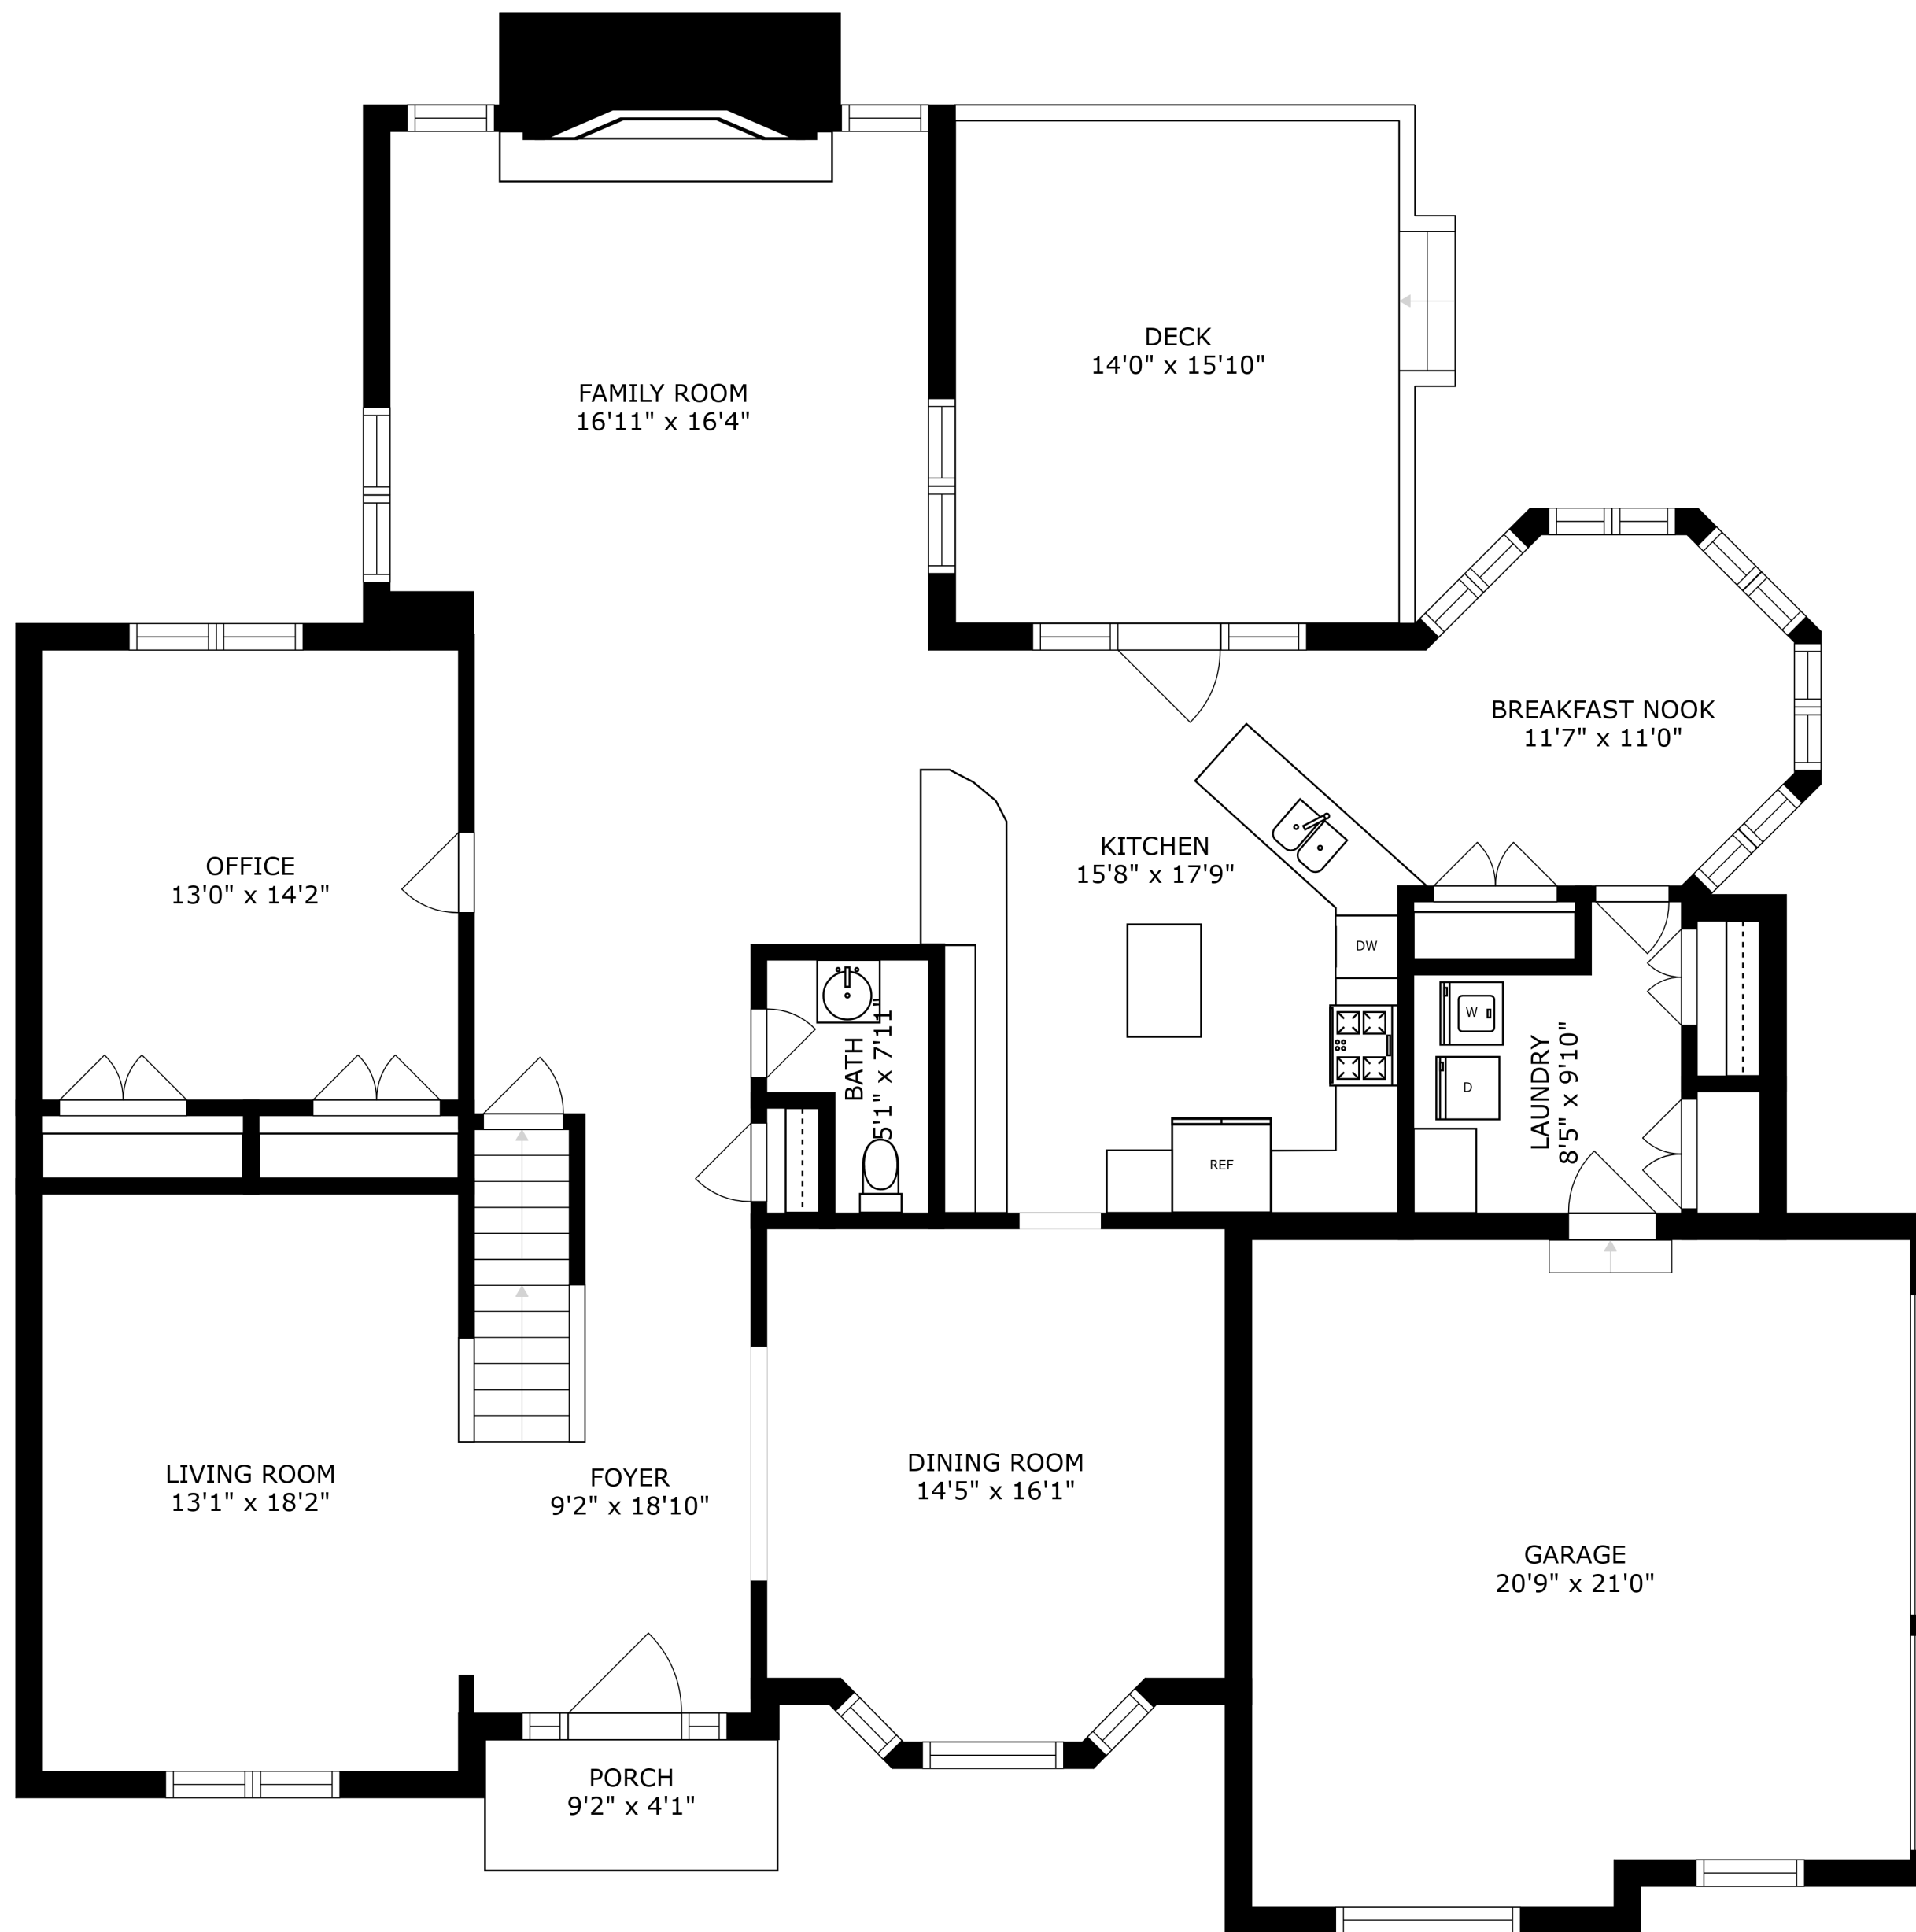 DECK
14'0" x 15'10"
FAMILY ROOM
16'11" x 16'4"
BREAKFAST NOOK
11'7" x 11'0"
KITCHEN
15'8" x 17'9"
OFFICE
13'0" x 14'2"
DW
W
D
BATH
5'1" x 7'11"
LAUNDRY
8'5" x 9'10"
REF
DINING ROOM
14'5" x 16'1"
LIVING ROOM
13'1" x 18'2"
FOYER
9'2" x 18'10"
GARAGE
20'9" x 21'0"
PORCH
9'2" x 4'1"